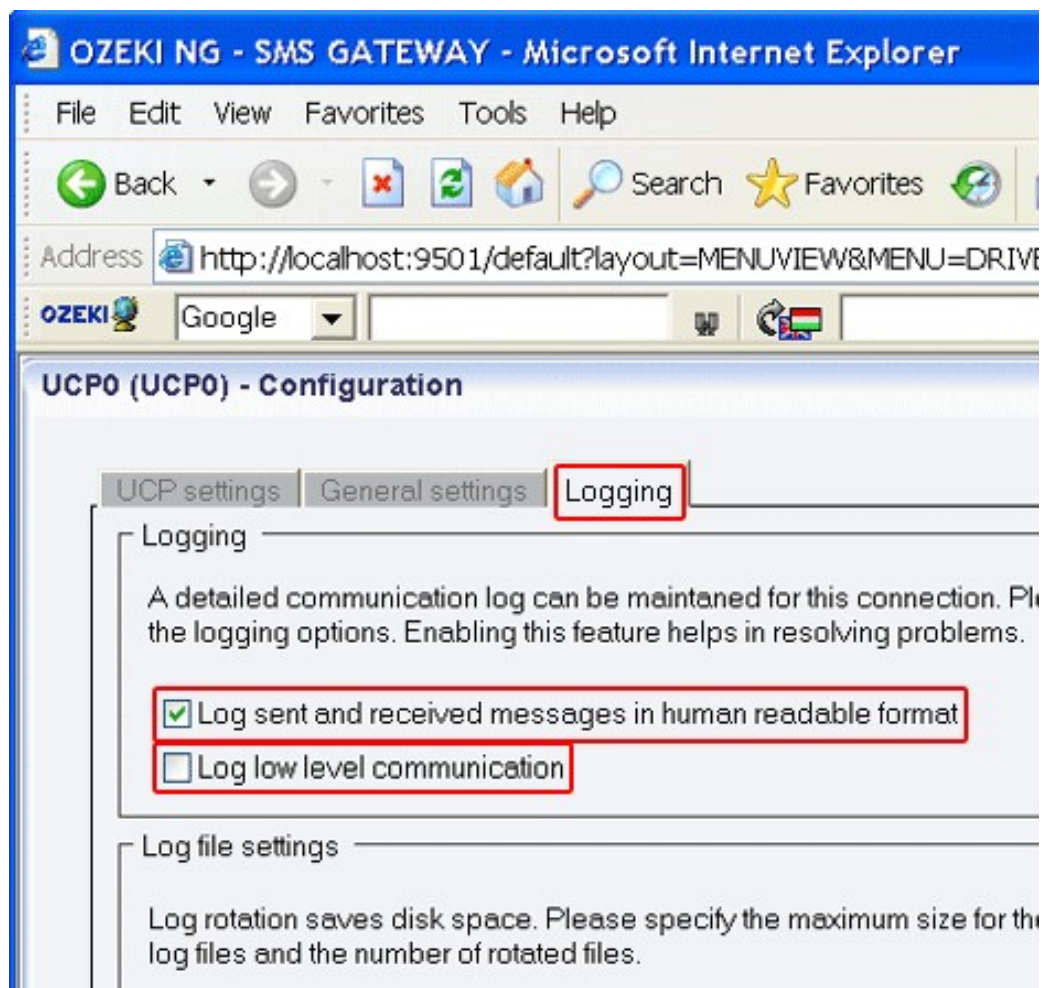 OZEKI NG - SMS GATEWAY - Microsoft Internet Explorer
File Edit View Favorites Tools Help
Back Search Favorites
Address http://localhost:9501/default?layout=MENUVIEW&MENU=DRIVE
OZEKI Google
UCP0 (UCP0) - Configuration
UCP settings General settings Logging
Logging
A detailed communication log can be maintaned for this connection. Ple
the logging options. Enabling this feature helps in resolving problems.
Log sent and received messages in human readable format
Log low level communication
Log file settings
Log rotation saves disk space. Please specify the maximum size for the
log files and the number of rotated files.